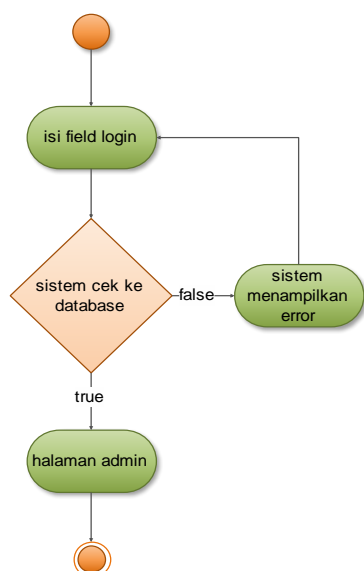 isi field login
sistem cek ke
database
false
sistem
menampilkan
error
true
halaman admin